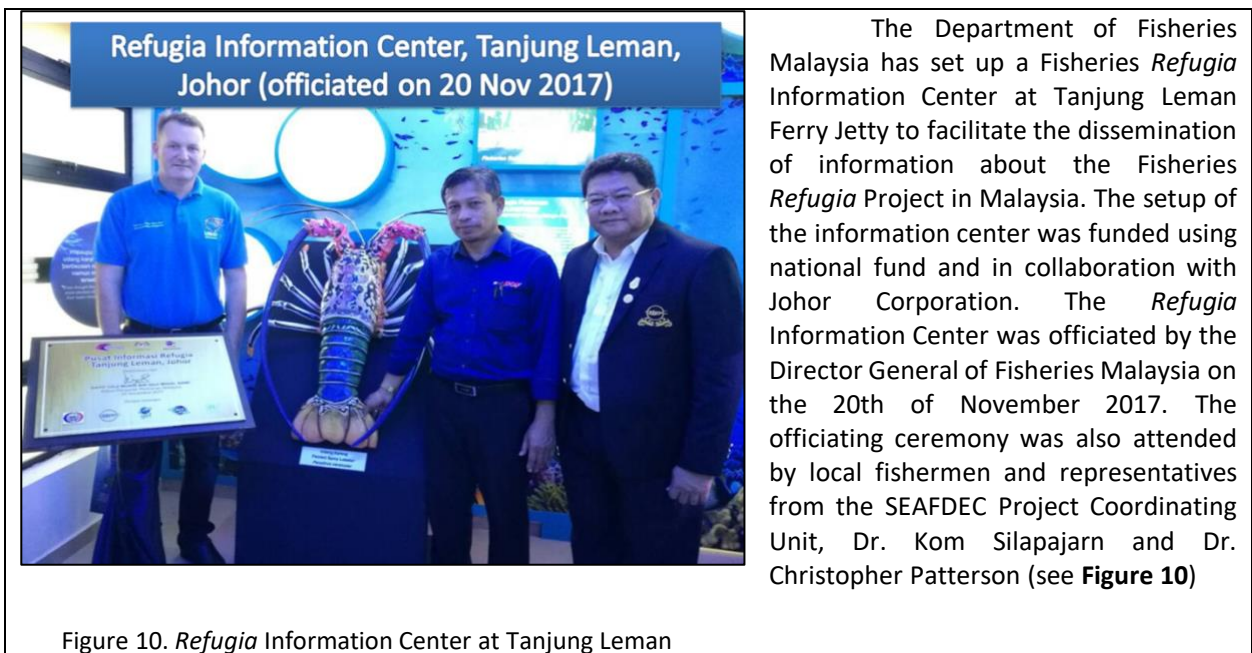 Refugia Information Center, Tanjung Leman,
Johor (officiated on 20 Nov 2017)
Pusat Informasi Refugia
Tanjung Leman, Johor
The Department of Fisheries
Malaysia has set up a Fisheries Refugia
Information Center at Tanjung Leman
Ferry Jetty to facilitate the dissemination
of information about the Fisheries
Refugia Project in Malaysia. The setup of
the information center was funded using
national fund and in collaboration with
Johor Corporation. The Refugia
Information Center was officiated by the
Director General of Fisheries Malaysia on
the 20th of November 2017. The
officiating ceremony was also attended
by local fishermen and representatives
from the SEAFDEC Project Coordinating
Unit, Dr. Kom Silapajarn and Dr.
Christopher Patterson (see Figure 10)
Figure 10. Refugia Information Center at Tanjung Leman